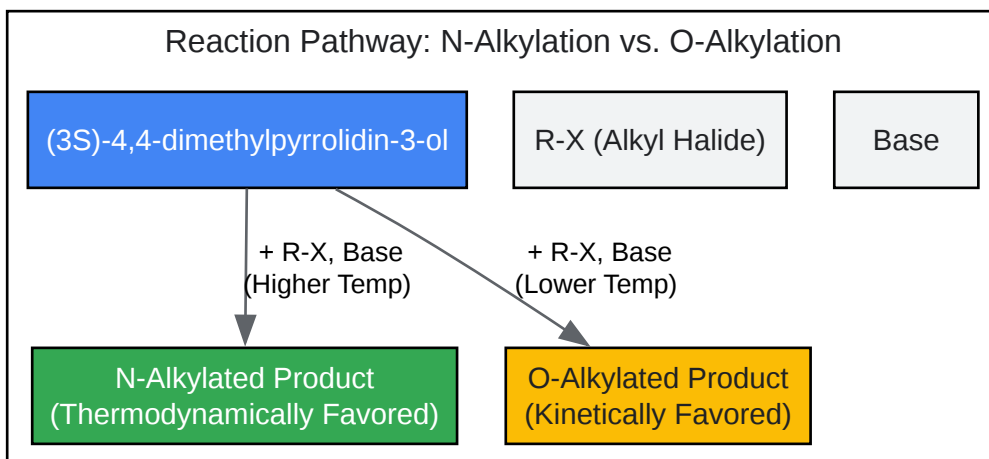 Reaction Pathway: N-Alkylation vs. O-Alkylation
(3S)-4,4-dimethylpyrrolidin-3-ol
R-X (Alkyl Halide)
Base
+ R-X, Base
(Higher Temp)
+ R-X, Base
(Lower Temp)
N-Alkylated Product
(Thermodynamically Favored)
O-Alkylated Product
(Kinetically Favored)